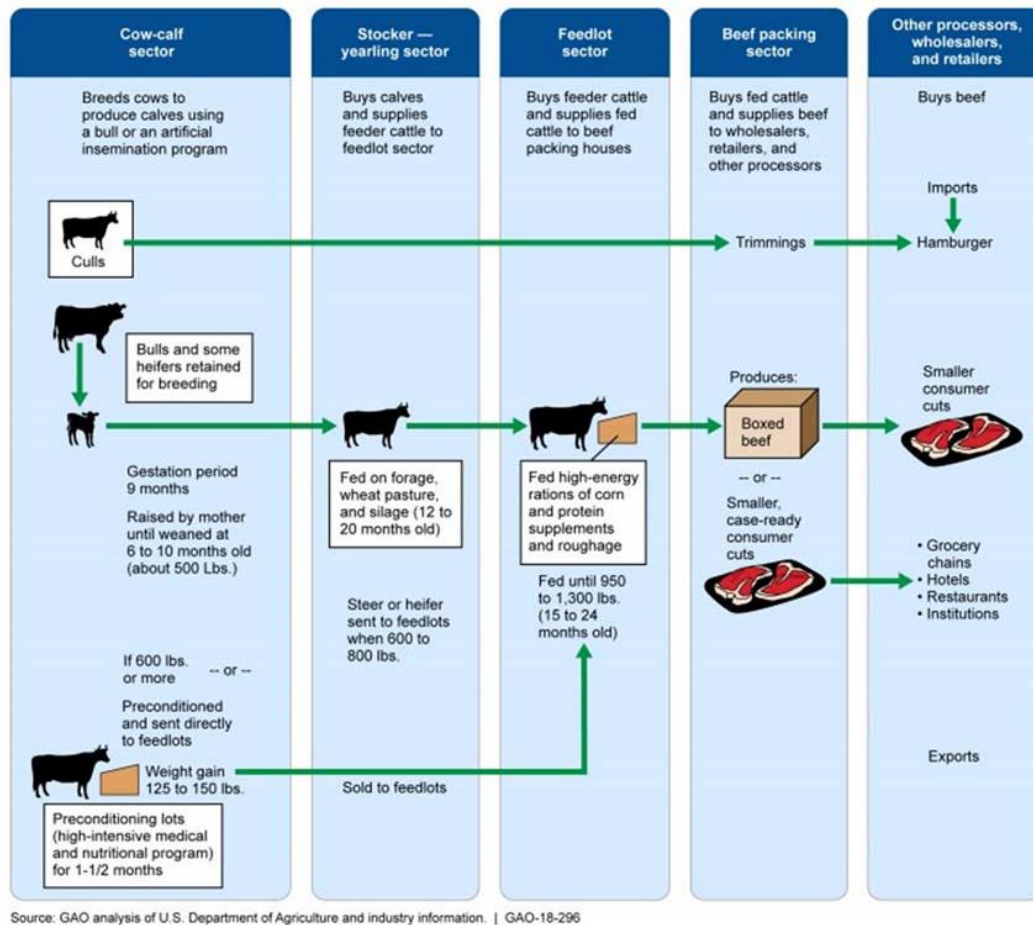 Cow-calf
sector
Breeds cows to
produce calves using
a bull or an artificial
insemination program
Culls
Bulls and some
heifers retained
for breeding
Gestation period
9 months
Raised by mother
until weaned at
6 to 10 months old
(about 500 Lbs.)
If 600 lbs.
or more
-- or --
Preconditioned
and sent directly
to feedlots
Weight gain
125 to 150 lbs.
Preconditioning lots
(high-intensive medical
and nutritional program)
for 1-1/2 months
Stocker —
yearling sector
Buys calves
and supplies
feeder cattle to
feedlot sector
Fed on forage,
wheat pasture,
and silage (12 to
20 months old)
Steer or heifer
sent to feedlots
when 600 to
800 lbs.
Sold to feedlots
Feedlot
sector
Buys feeder cattle
and supplies fed
cattle to beef
packing houses
Fed high-energy
rations of corn
and protein
supplements
and roughage
Fed until 950
to 1,300 lbs.
(15 to 24
months old)
Beef packing
sector
Buys fed cattle
and supplies beef
to wholesalers,
retailers, and
other processors
Trimmings
Produces:
Boxed
beef
-- or --
Smaller,
case-ready
consumer
cuts
Other processors,
wholesalers,
and retailers
Buys beef
Imports
Hamburger
Smaller
consumer
cuts
• Grocery
chains
• Hotels
• Restaurants
• Institutions
Exports
Source: GAO analysis of U.S. Department of Agriculture and industry information. | GAO-18-296